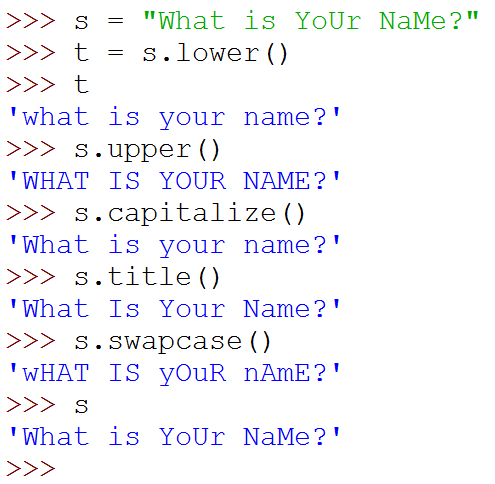 >>> s = "What is YoUr NaMe?"
>>> t = s.lower()
>>> t
'what is your name?'
>>> s.upper()
'WHAT IS YOUR NAME?'
>>> s.capitalize()
'What is your name?'
>>> s.title()
'What Is Your Name?'
>>> s.swapcase()
'wHAT IS yOuR nAmE?'
>>> s
'What is YoUr NaMe?'
>>>